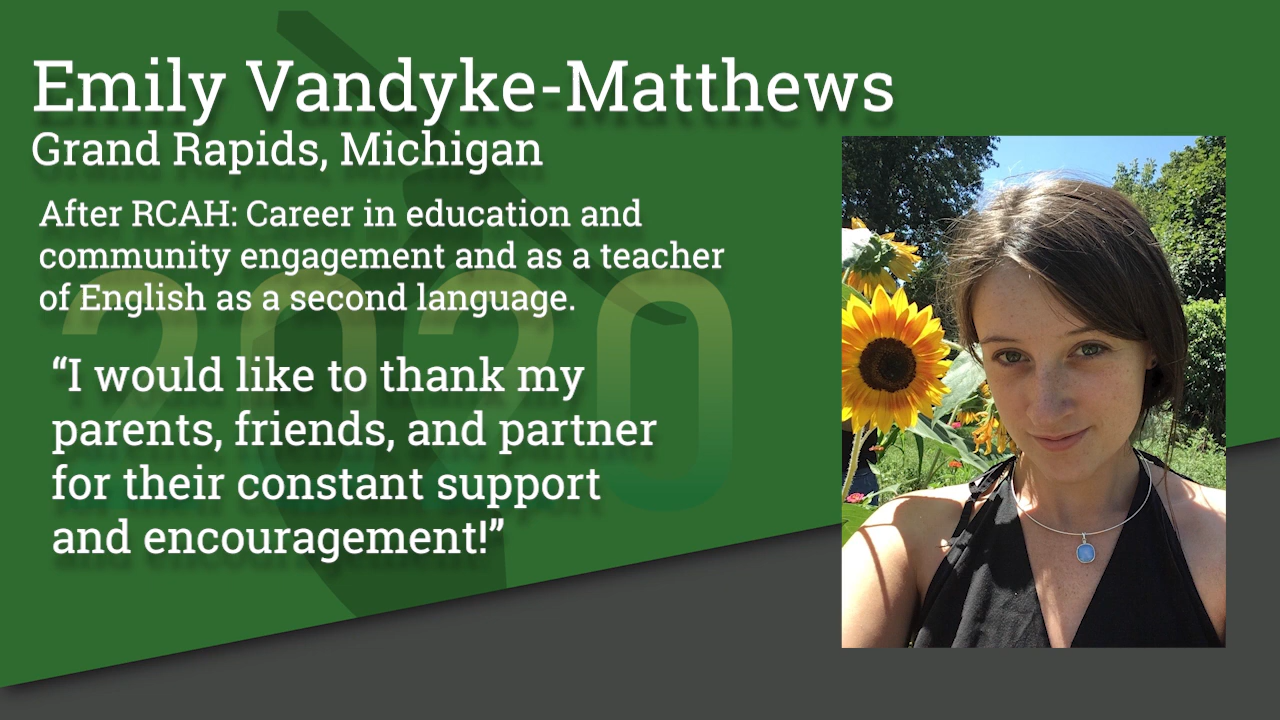 Emily Vandyke-Matthews
Grand Rapids, Michigan
After RCAH: Career in education and
community engagement and as a teacher
of English as a second language.
2020
“I would like to thank my
parents, friends, and partner
for their constant support
and encouragement!”